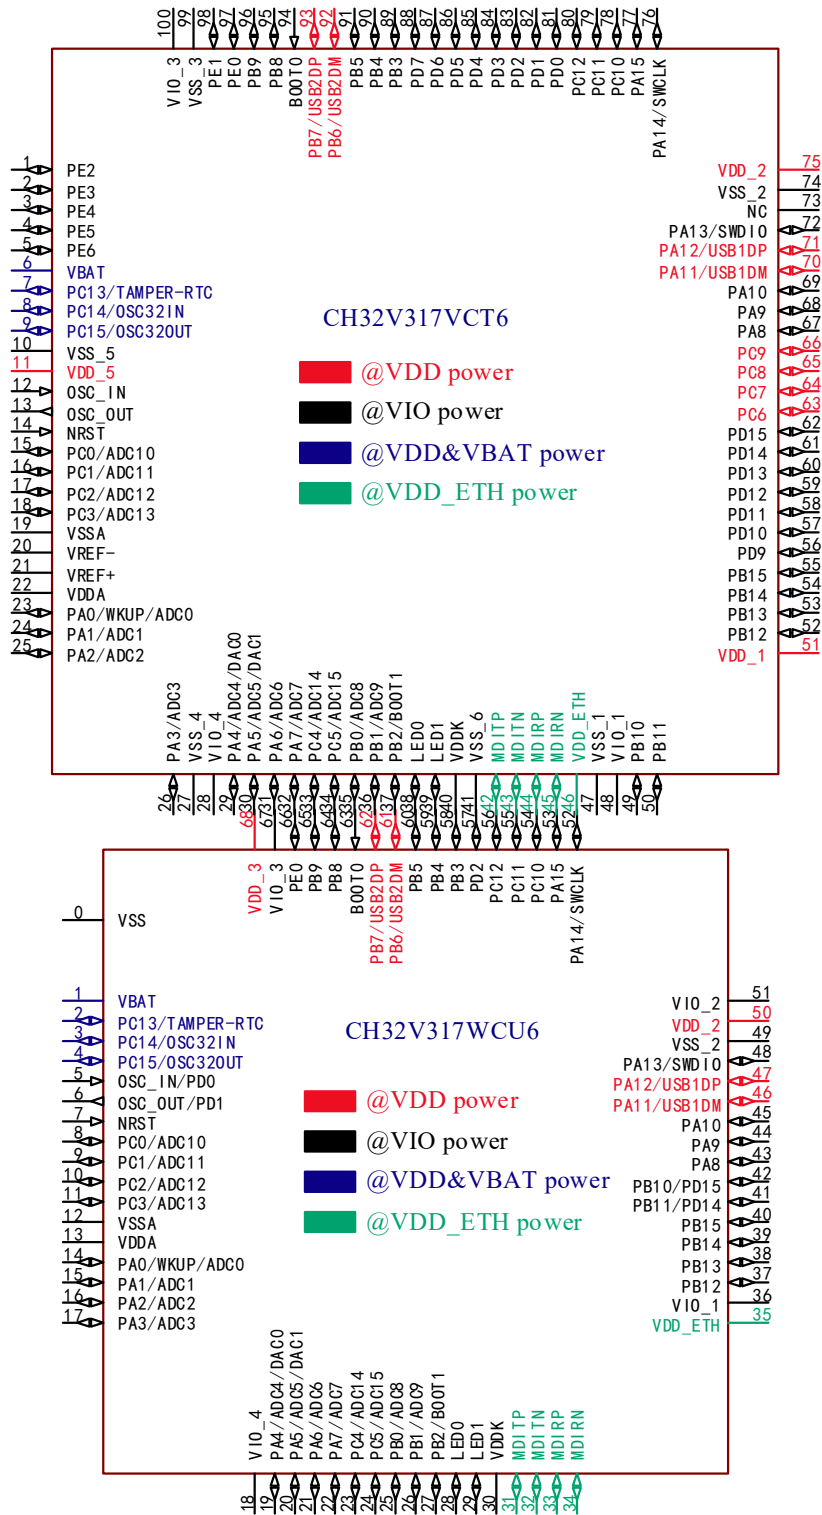 100 99 98 97 96 95 94 93 92 91 90 89 88 87 86 85 84 83 82 81 80 79 78 77 76
VIO_3
VSS_3
PE1
PE0
PB9
PB8
BOOT0
PB7/USB2DP
PB6/USB2DM
PB5
PB4
PB3
PD7
PD6
PD5
PD4
PD3
PD2
PD1
PD0
PC12
PC11
PC10
PA15
PA14/SWCLK
1 PE2
2 PE3
3 PE4
4 PE5
5 PE6
6 VBAT
7 PC13/TAMPER-RTC
8 PC14/OSC32IN
9 PC15/OSC32OUT
10 VSS_5
11 VDD_5
12 OSC_IN
13 OSC_OUT
14 NRST
15 PC0/ADC10
16 PC1/ADC11
17 PC2/ADC12
18 PC3/ADC13
19 VSSA
20 VREF-
21 VREF+
22 VDDA
23 PA0/WKUP/ADC0
24 PA1/ADC1
25 PA2/ADC2
CH32V317VCT6
@VDD power
@VIO power
@VDD&VBAT power
@VDD_ETH power
VDD_2 75
VSS_2 74
NC 73
PA13/SWDIO 72
PA12/USB1DP 71
PA11/USB1DM 70
PA10 69
PA9 68
PA8 67
PC9 66
PC8 65
PC7 64
PC6 63
PD15 62
PD14 61
PD13 60
PD12 59
PD11 58
PD10 57
PD9 56
PB15 55
PB14 54
PB13 53
PB12 52
VDD_1 51
PA3/ADC3
VSS_4
VIO_4
PA4/ADC4/DAC0
PA5/ADC5/DAC1
PA6/ADC6
PA7/ADC7
PC4/ADC14
PC5/ADC15
PB0/ADC8
PB1/ADC9
PB2/BOOT1
LED0
LED1
VDDK
VSS_6
MDITP
MDITN
MDIRP
MDIRN
VDD_ETH
VSS_1
VIO_1
PB10
PB11
26 27 28 29 30 31 32 33 34 35 36 37 38 39 40 41 42 43 44 45 46 47 48 49 50
68 67 66 65 64 63 62 61 60 59 58 57 56 55 54 53 52
VDD_3
VIO_3
PE0
PB9
PB8
BOOT0
PB7/USB2DP
PB6/USB2DM
PB5
PB4
PB3
PD2
PC12
PC11
PC10
PA15
PA14/SWCLK
0 VSS
1 VBAT
2 PC13/TAMPER-RTC
3 PC14/OSC32IN
4 PC15/OSC32OUT
5 OSC_IN/PD0
6 OSC_OUT/PD1
7 NRST
8 PC0/ADC10
9 PC1/ADC11
10 PC2/ADC12
11 PC3/ADC13
12 VSSA
13 VDDA
14 PA0/WKUP/ADC0
15 PA1/ADC1
16 PA2/ADC2
17 PA3/ADC3
CH32V317WCU6
@VDD power
@VIO power
@VDD&VBAT power
@VDD_ETH power
VIO_2 51
VDD_2 50
VSS_2 49
PA13/SWDIO 48
PA12/USB1DP 47
PA11/USB1DM 46
PA10 45
PA9 44
PA8 43
PB10/PD15 42
PB11/PD14 41
PB15 40
PB14 39
PB13 38
PB12 37
VIO_1 36
VDD_ETH 35
VIO_4
PA4/ADC4/DAC0
PA5/ADC5/DAC1
PA6/ADC6
PA7/ADC7
PC4/ADC14
PC5/ADC15
PB0/ADC8
PB1/ADC9
PB2/BOOT1
LED0
LED1
VDDK
MDITP
MDITN
MDIRP
MDIRN
18 19 20 21 22 23 24 25 26 27 28 29 30 31 32 33 34